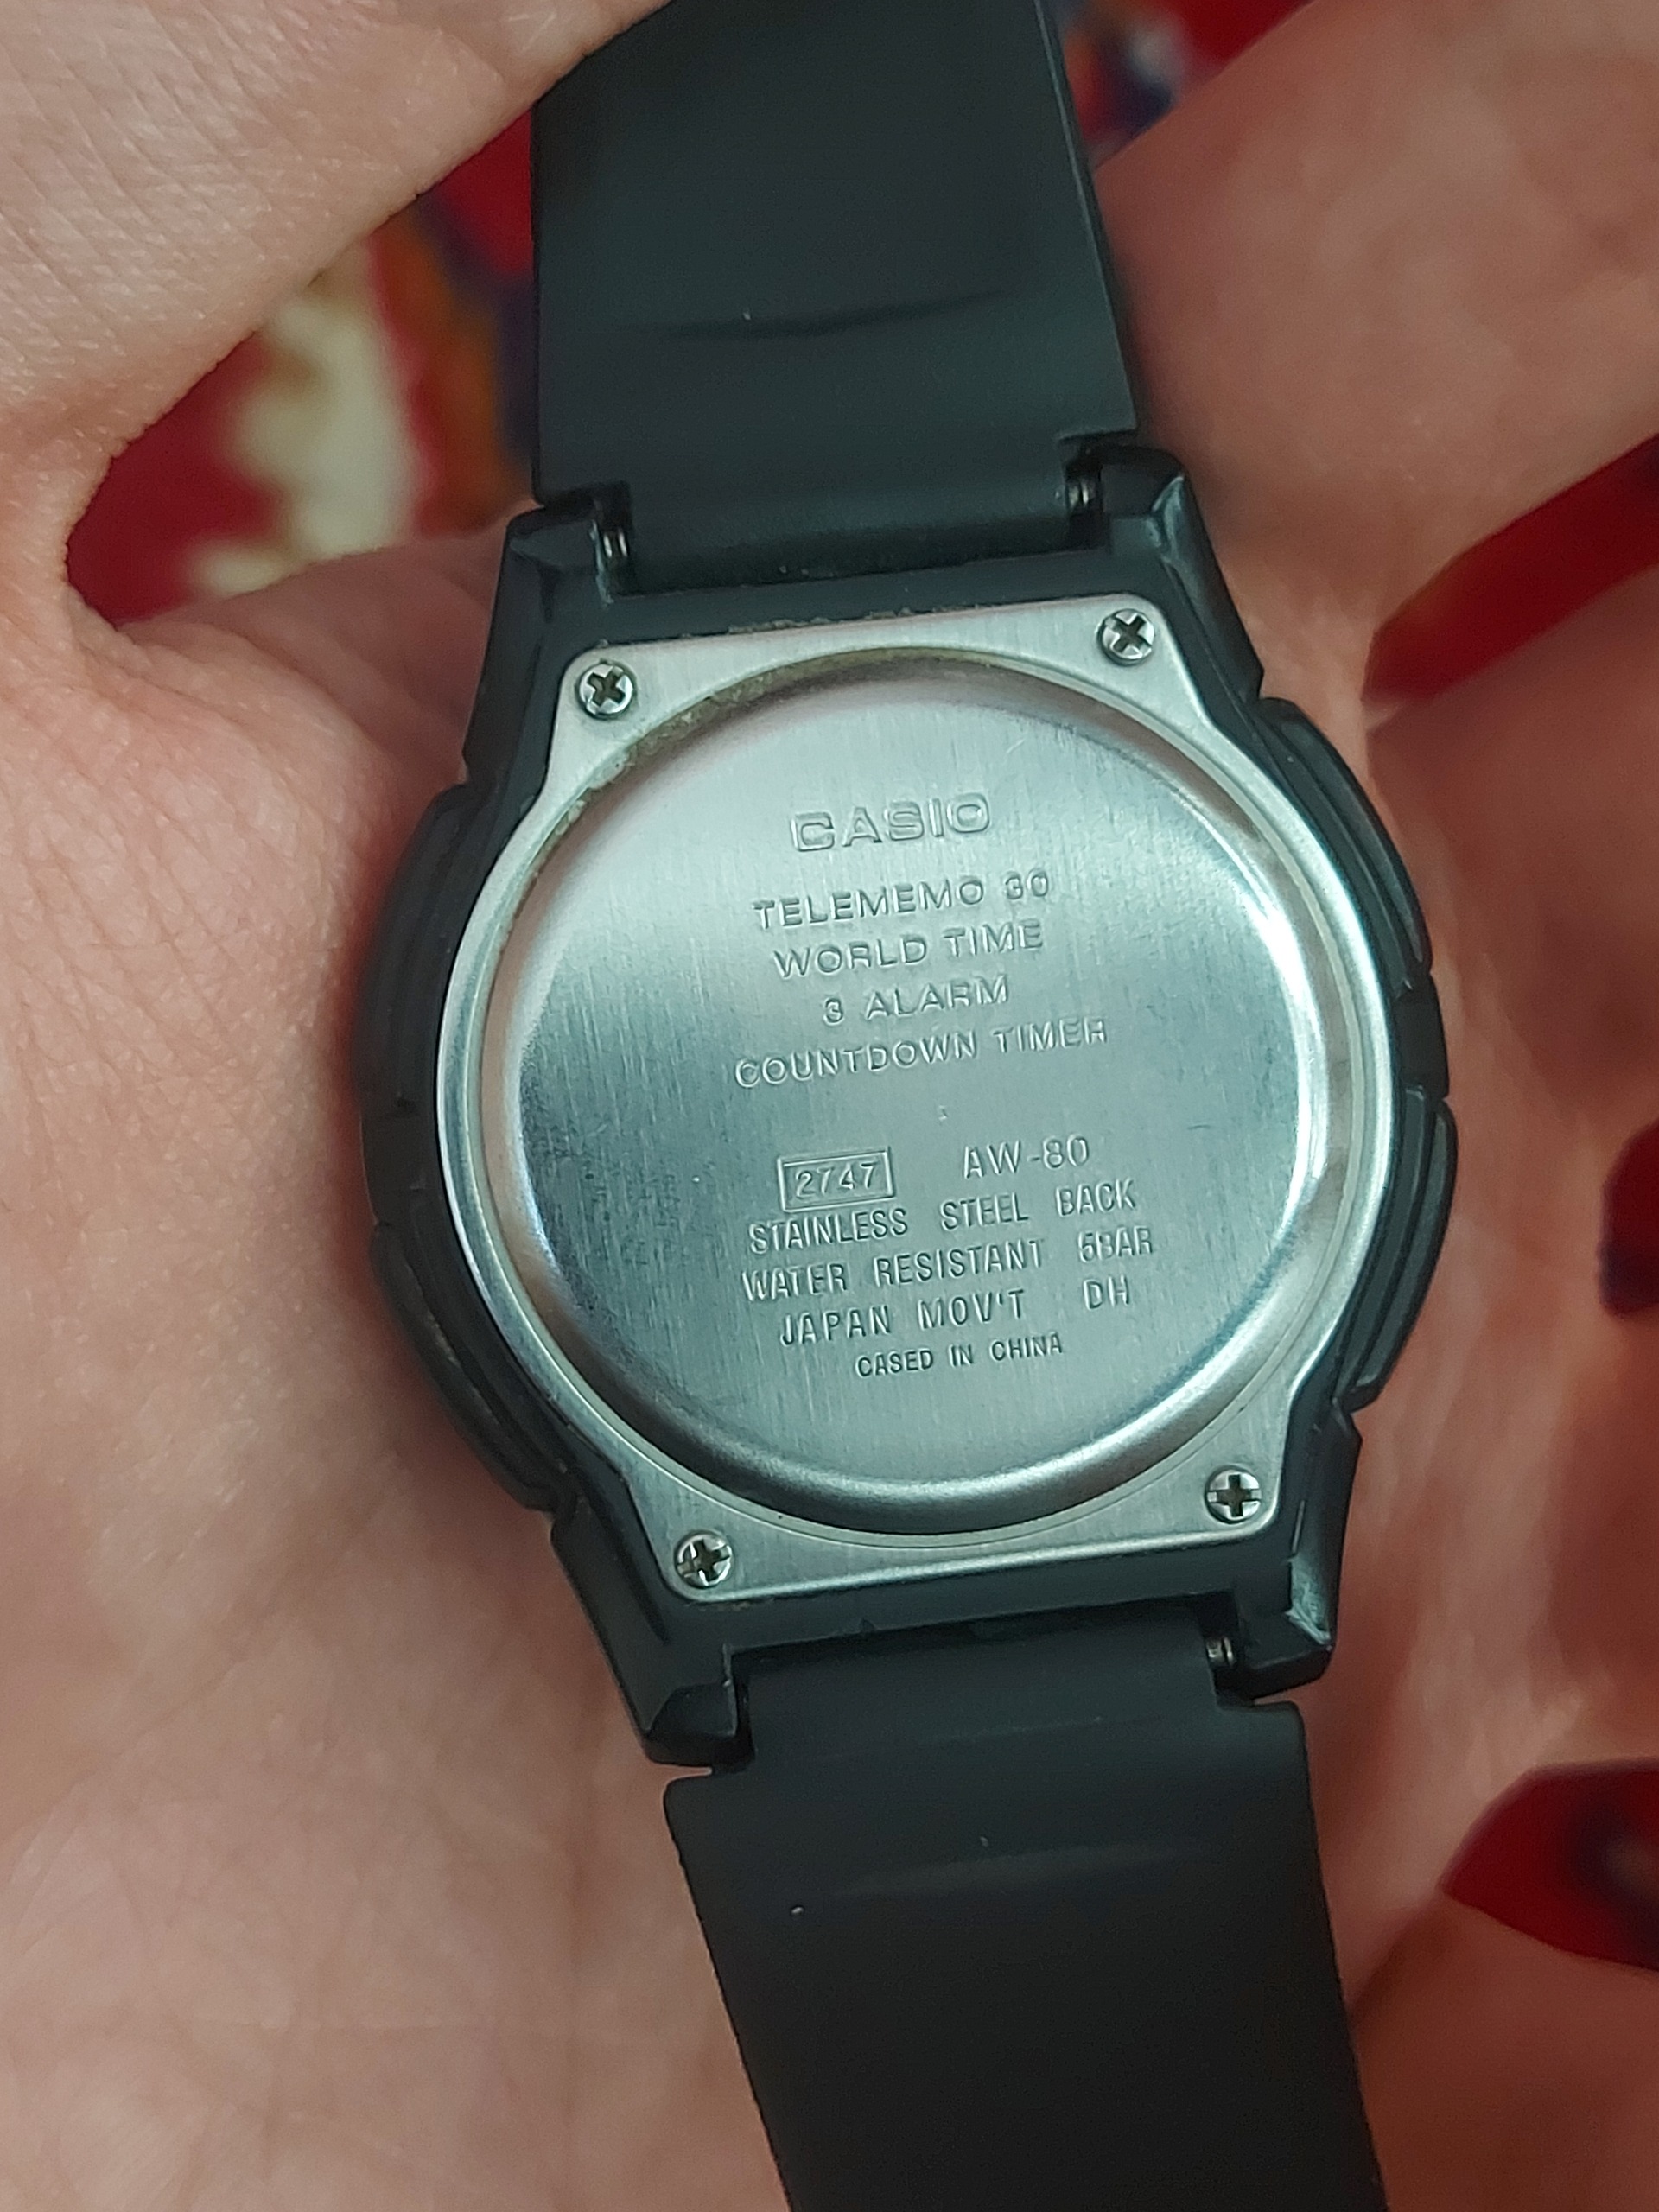 CASIO
TELEMEMO 30
WORLD TIME
3 ALARM
COUNTDOWN TIMER
2747 AW-80
STAINLESS STEEL BACK
WATER RESISTANT 5BAR
JAPAN MOV'T DH
CASED IN CHINA